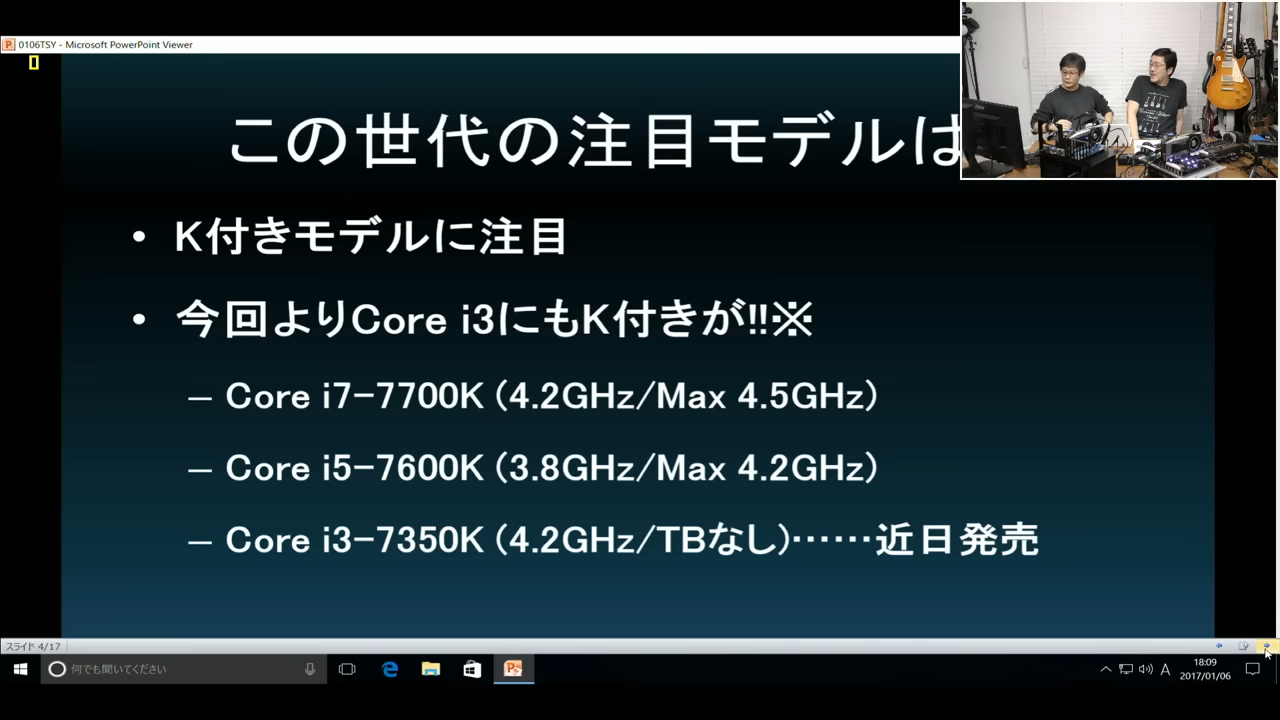 0106TSY - Microsoft PowerPoint Viewer
この世代の注目モデルは
• K付きモデルに注目
• 今回よりCore i3にもK付きが!!※
– Core i7-7700K (4.2GHz/Max 4.5GHz)
– Core i5-7600K (3.8GHz/Max 4.2GHz)
– Core i3-7350K (4.2GHz/TBなし)……近日発売
スライド 4/17
何でも聞いてください
A
18:09
2017/01/06